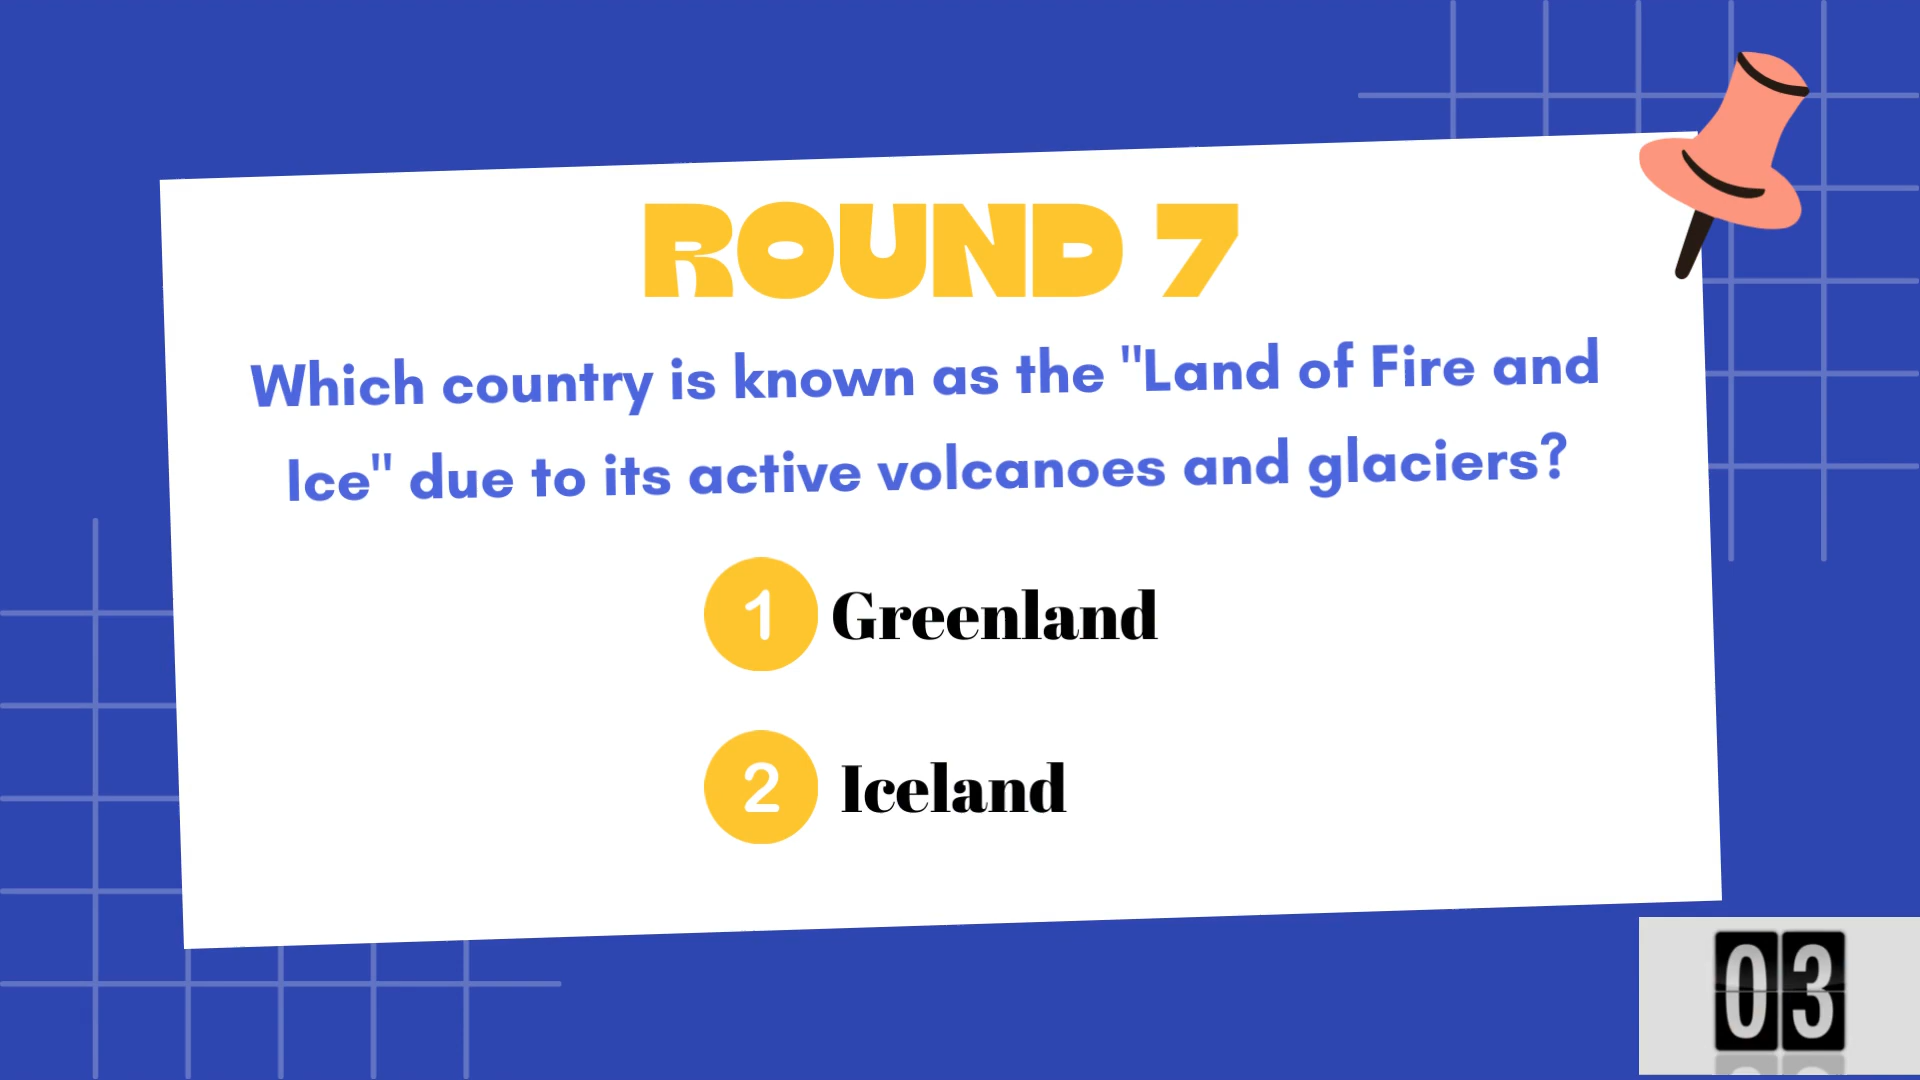 ROUND 7
Which country is known as the "Land of Fire and
Ice" due to its active volcanoes and glaciers?
1 Greenland
2 Iceland
03